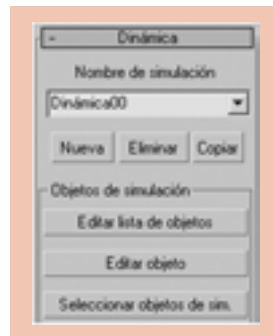 - Dinámica
Nombre de simulación
Dinámica00
Nueva Eliminar Copiar
Objetos de simulación
Editar lista de objetos
Editar objeto
Seleccionar objetos de sim.